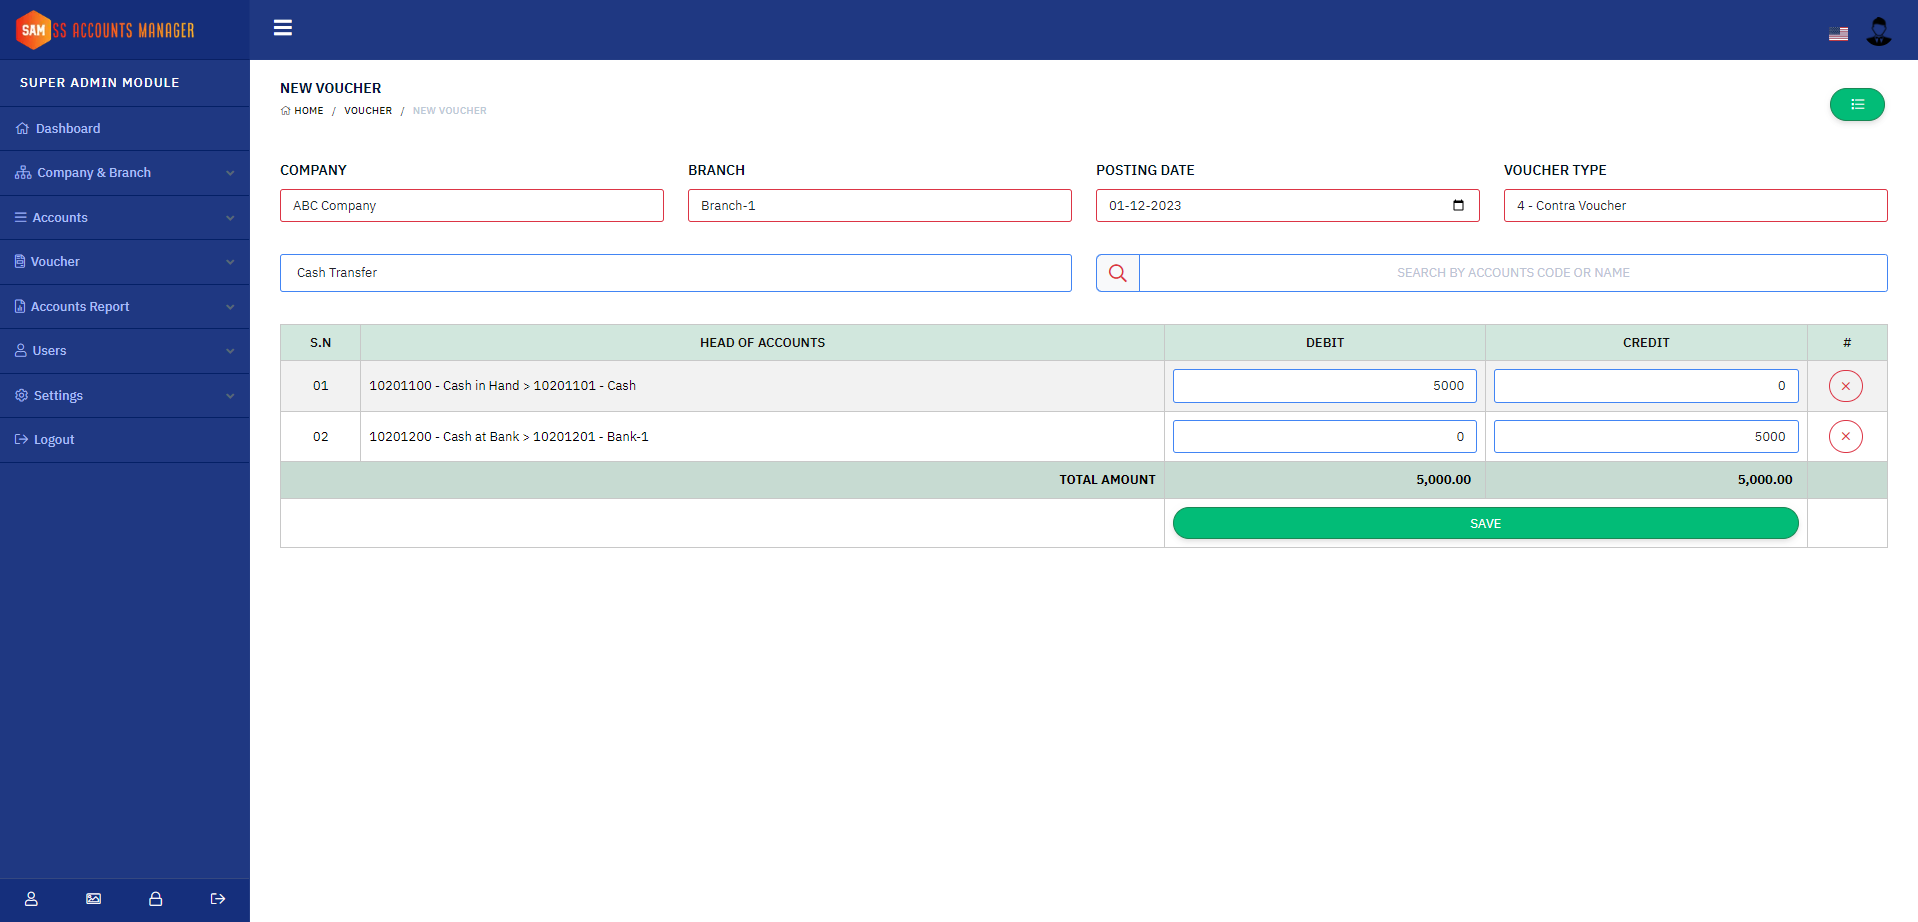 SAM SS ACCOUNTS MANAGER
SUPER ADMIN MODULE
Dashboard
Company & Branch
Accounts
Voucher
Accounts Report
Users
Settings
Logout
NEW VOUCHER
HOME / VOUCHER / NEW VOUCHER
COMPANY BRANCH POSTING DATE VOUCHER TYPE
ABC Company Branch-1 01-12-2023 4 - Contra Voucher
Cash Transfer SEARCH BY ACCOUNTS CODE OR NAME
S.N HEAD OF ACCOUNTS DEBIT CREDIT #
01 10201100 - Cash in Hand > 10201101 - Cash 5000 0
02 10201200 - Cash at Bank > 10201201 - Bank-1 0 5000
TOTAL AMOUNT 5,000.00 5,000.00
SAVE